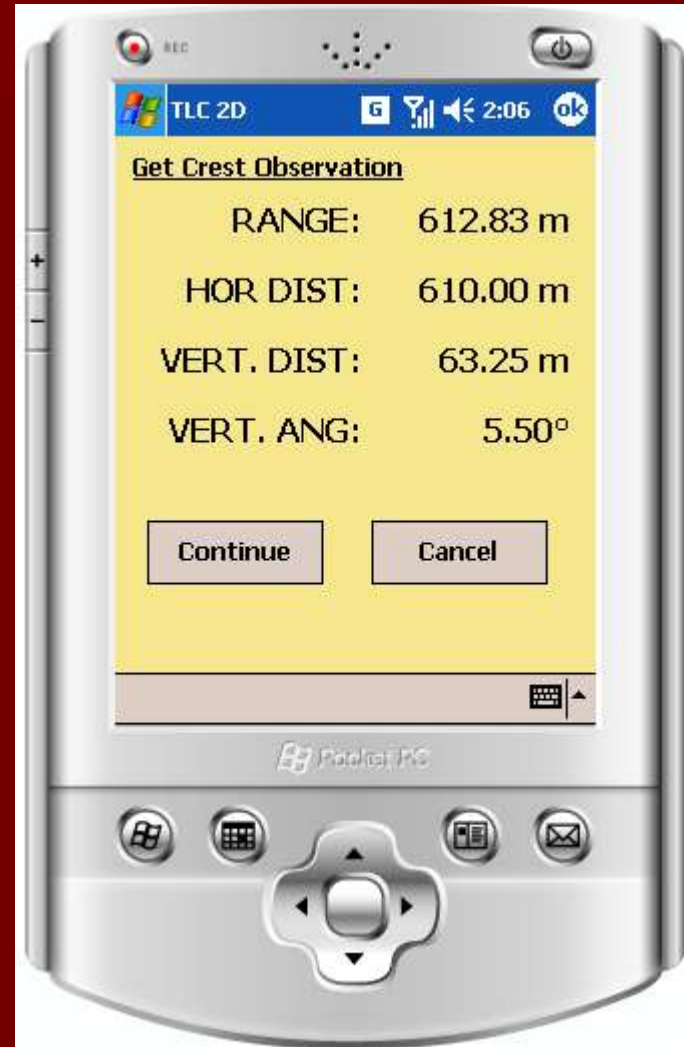 REC
TLC 2D G 2:06 ok
Get Crest Observation
RANGE: 612.83 m
HOR DIST: 610.00 m
VERT. DIST: 63.25 m
VERT. ANG: 5.50°
Continue Cancel
Pocket PC
+
-